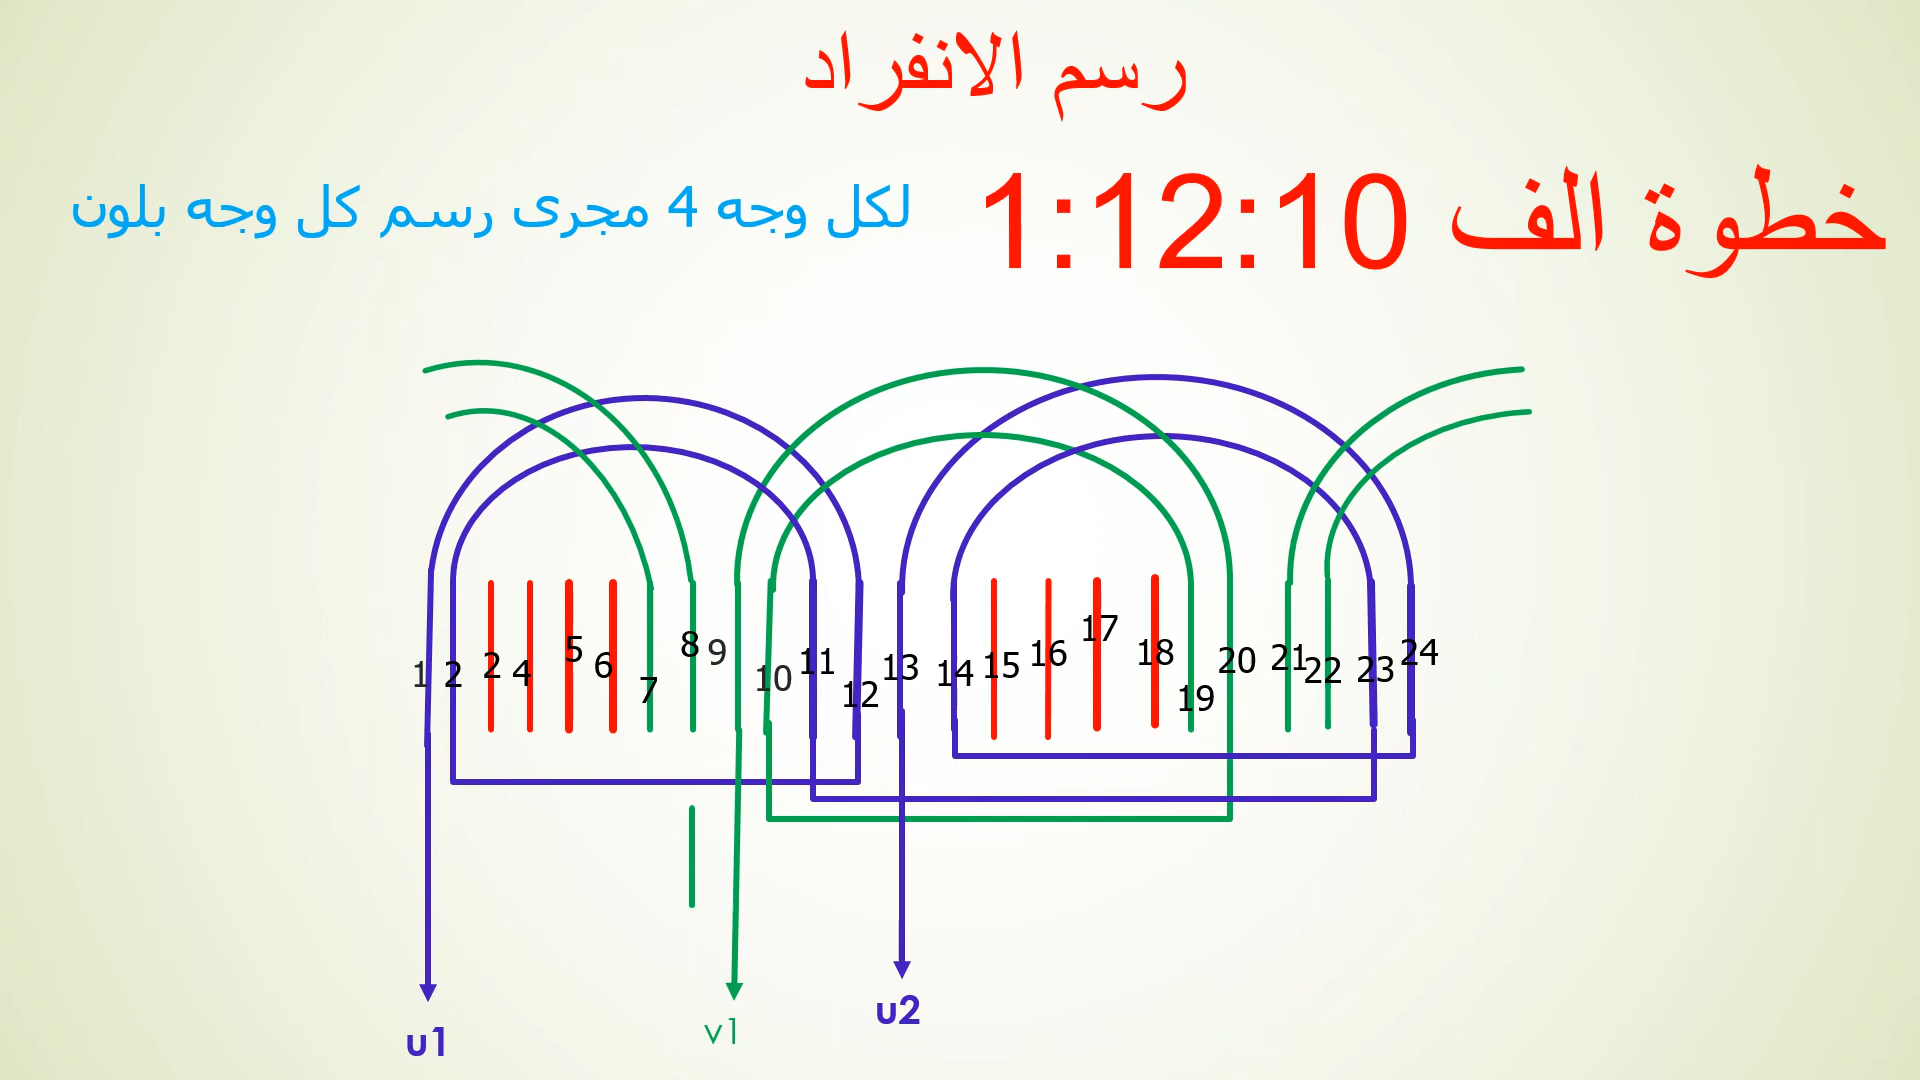 رسم الانفراد
خطوة الف 1:12:10
لكل وجه 4 مجرى رسم كل وجه بلون
1 2 2 4 5 6 7 8 9 10 11 12 13 14 15 16 17 18 19 20 21 22 23 24
u1
v1
u2